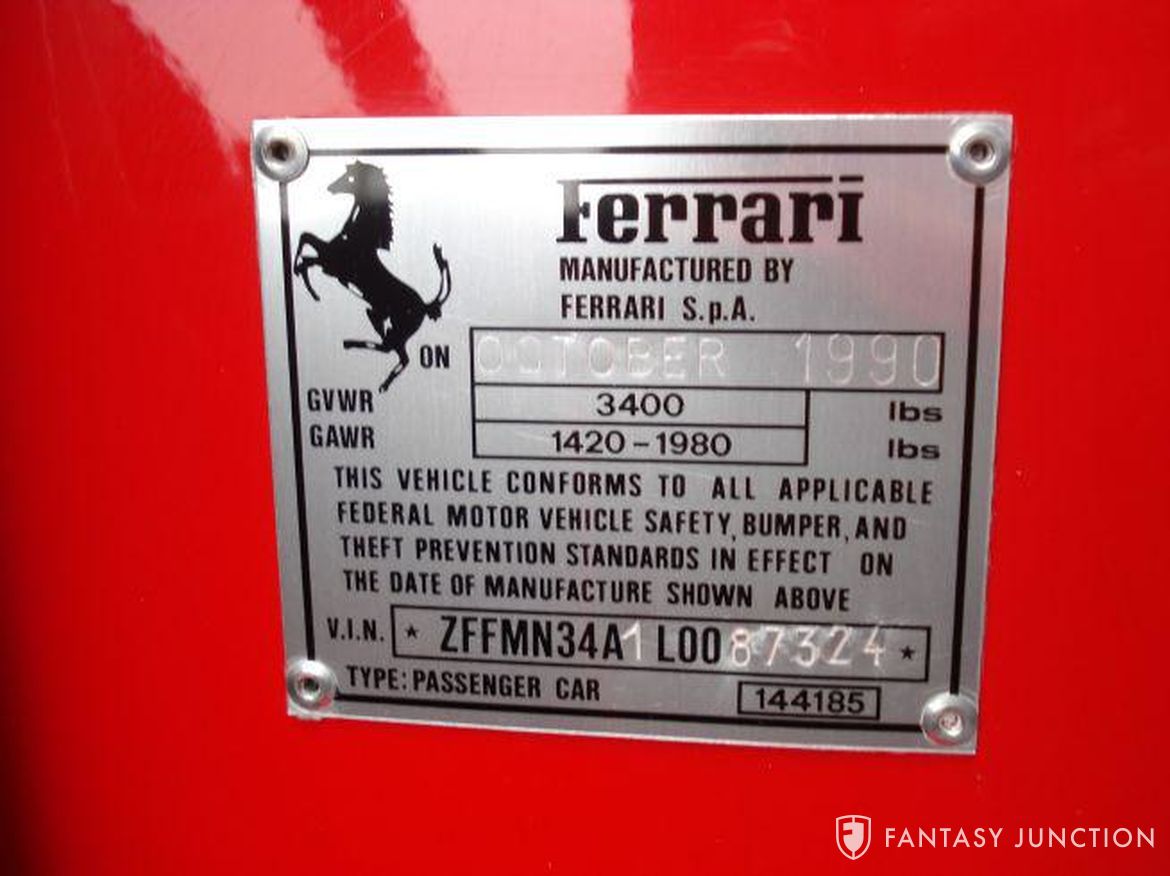 Ferrari
MANUFACTURED BY
FERRARI S.p.A.
ON OCTOBER 1990
GVWR 3400 lbs
GAWR 1420-1980 lbs
THIS VEHICLE CONFORMS TO ALL APPLICABLE
FEDERAL MOTOR VEHICLE SAFETY, BUMPER, AND
THEFT PREVENTION STANDARDS IN EFFECT ON
THE DATE OF MANUFACTURE SHOWN ABOVE
V.I.N. * ZFFMN34A1L0087324 *
TYPE: PASSENGER CAR 144185
FANTASY JUNCTION